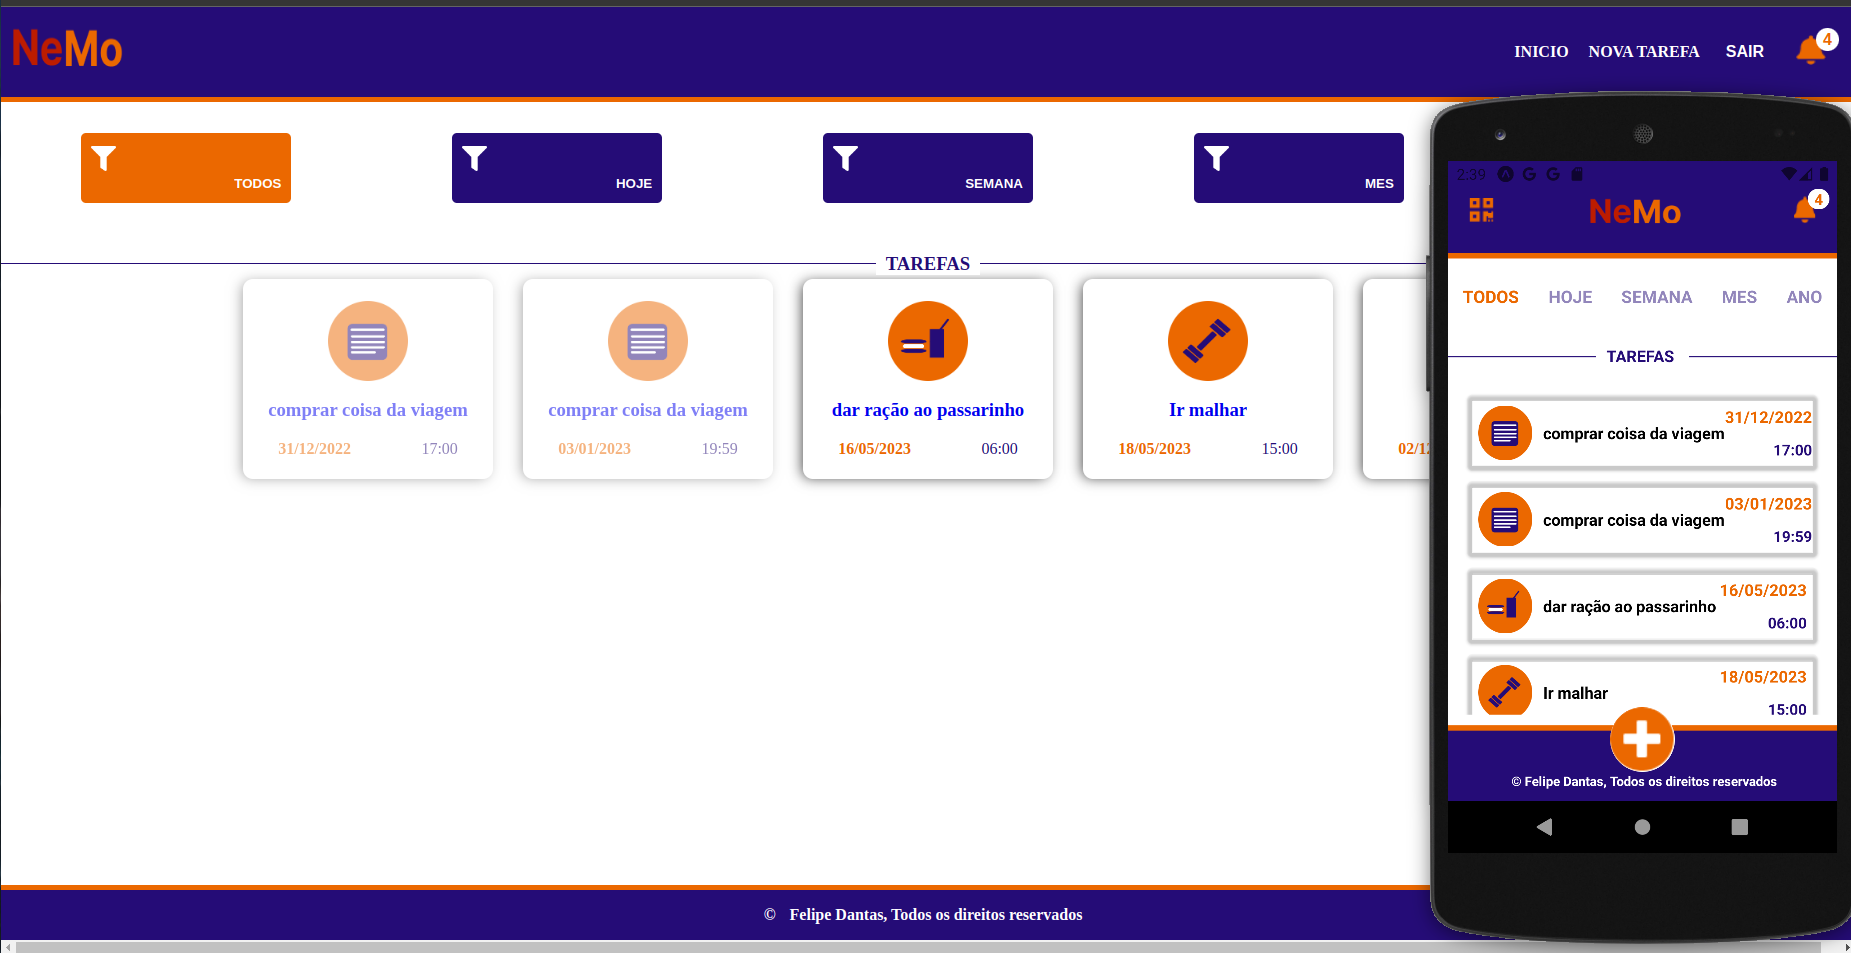 NeMo
INICIO NOVA TAREFA SAIR 4
TODOS
HOJE
SEMANA
MES
TAREFAS
comprar coisa da viagem
31/12/2022 17:00
comprar coisa da viagem
03/01/2023 19:59
dar ração ao passarinho
16/05/2023 06:00
Ir malhar
18/05/2023 15:00
© Felipe Dantas, Todos os direitos reservados
2:39
NeMo 4
TODOS HOJE SEMANA MES ANO
TAREFAS
31/12/2022
comprar coisa da viagem
17:00
03/01/2023
comprar coisa da viagem
19:59
16/05/2023
dar ração ao passarinho
06:00
18/05/2023
Ir malhar
15:00
© Felipe Dantas, Todos os direitos reservados